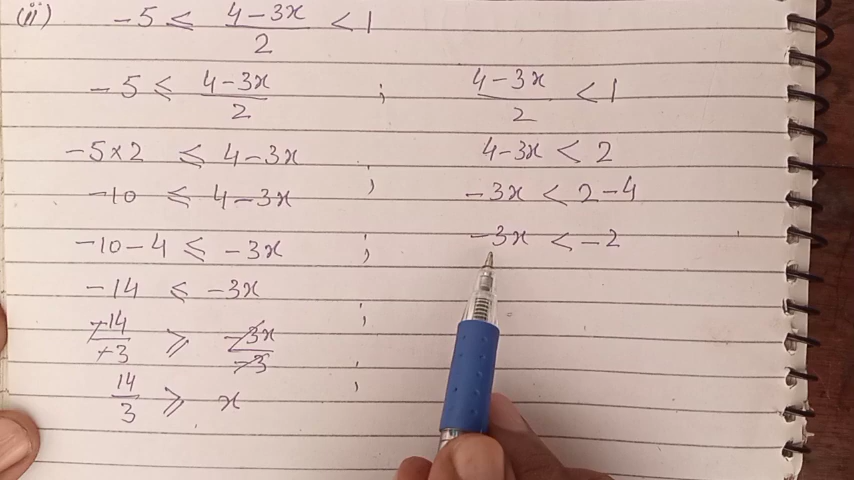 (ii) -5 ≤ (4-3x)/2 < 1
-5 ≤ (4-3x)/2 ; (4-3x)/2 < 1
-5×2 ≤ 4-3x ; 4-3x < 2
-10 ≤ 4-3x ; -3x < 2-4
-10-4 ≤ -3x ; -3x < -2
-14 ≤ -3x ;
-14/-3 ≥ -3x/-3 ;
14/3 ≥ x